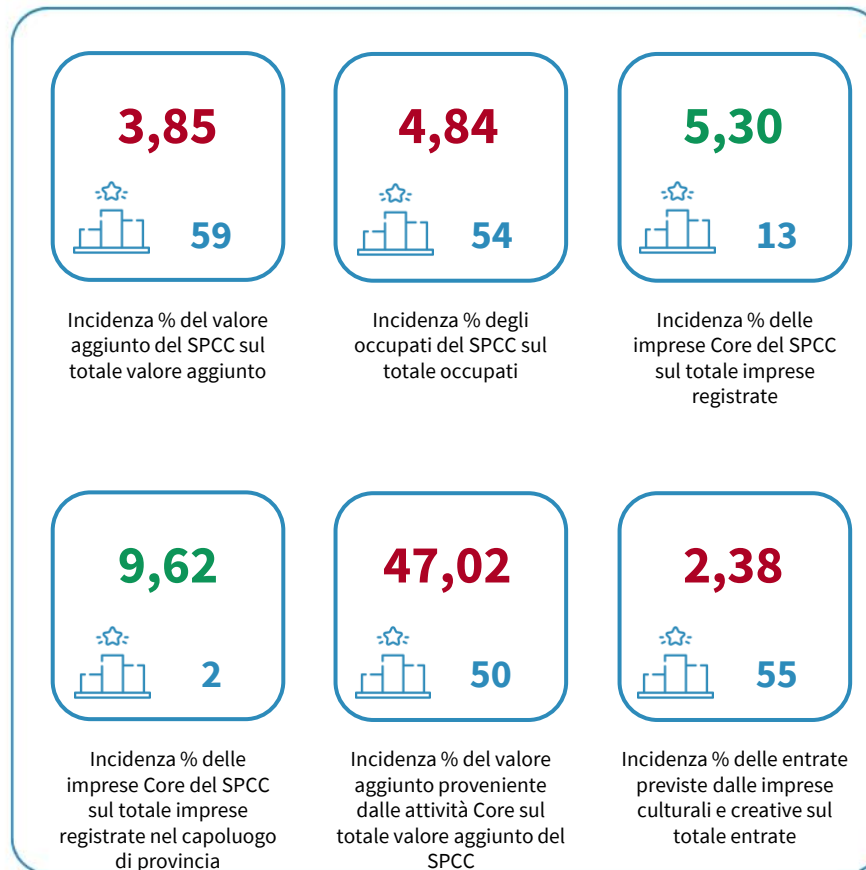 3,85
59
Incidenza % del valore
aggiunto del SPCC sul
totale valore aggiunto
4,84
54
Incidenza % degli
occupati del SPCC sul
totale occupati
5,30
13
Incidenza % delle
imprese Core del SPCC
sul totale imprese
registrate
9,62
2
Incidenza % delle
imprese Core del SPCC
sul totale imprese
registrate nel capoluogo
di provincia
47,02
50
Incidenza % del valore
aggiunto proveniente
dalle attività Core sul
totale valore aggiunto del
SPCC
2,38
55
Incidenza % delle entrate
previste dalle imprese
culturali e creative sul
totale entrate